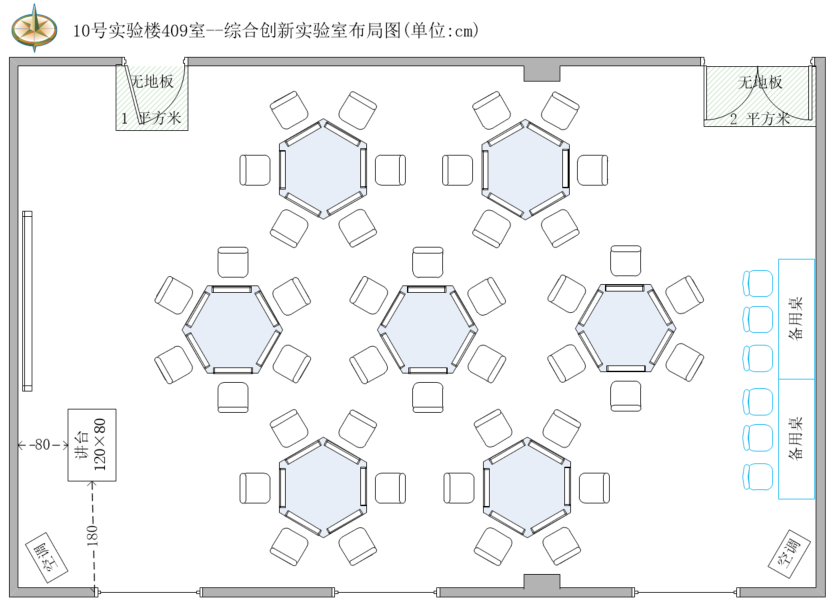 10号实验楼409室--综合创新实验室布局图(单位:cm)
无地板
1 平方米
无地板
2 平方米
备用桌
备用桌
讲台
120×80
80
180
空调
空调